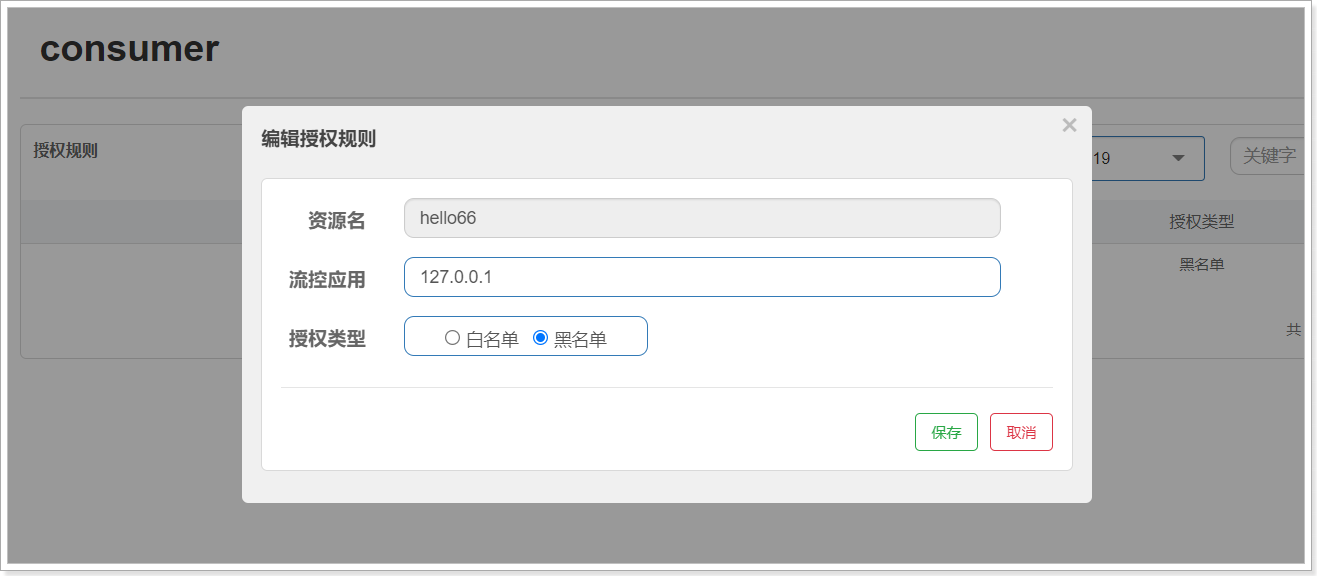 consumer
授权规则
19
关键字
授权类型
黑名单
共
编辑授权规则
×
资源名 hello66
流控应用 127.0.0.1
授权类型 白名单 黑名单
保存 取消